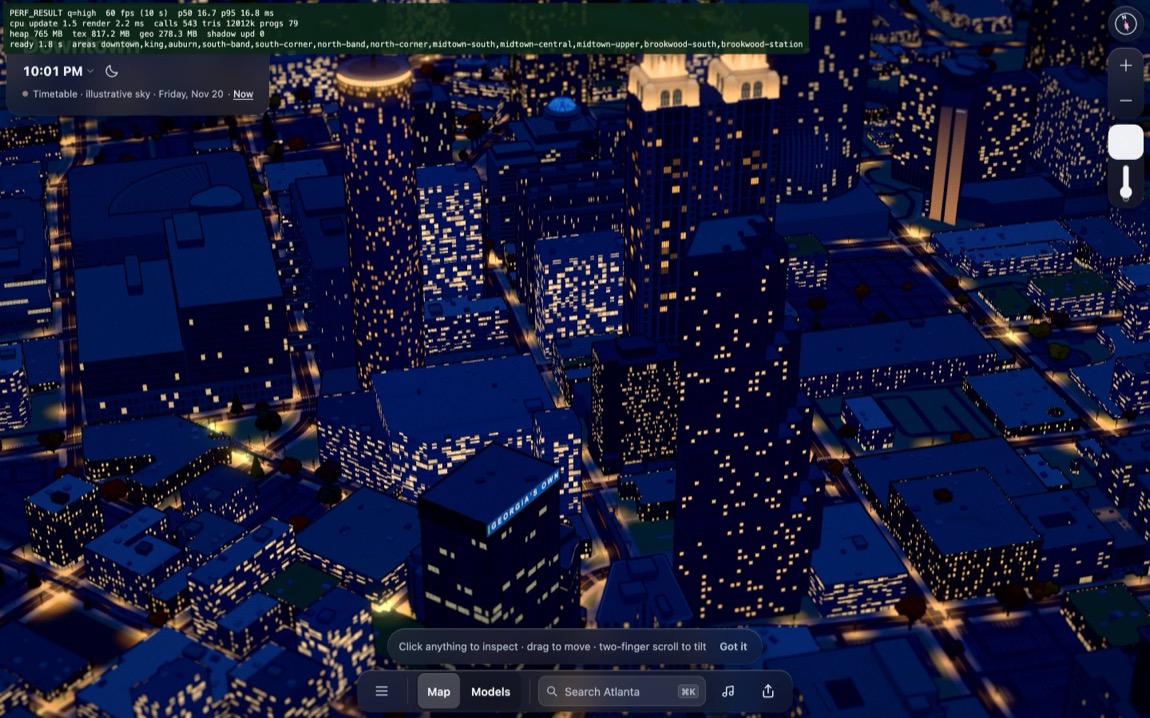 PERF_RESULT q=high 60 fps (10 s) p50 16.7 p95 16.8 ms
cpu update 1.5 render 2.2 ms calls 543 tris 12012k progs 79
heap 765 MB tex 817.2 MB geo 278.3 MB shadow upd 0
ready 1.8 s areas downtown,king,auburn,south-band,south-corner,north-band,north-corner,midtown-south,midtown-central,midtown-upper,brookwood-south,brookwood-station
10:01 PM
Timetable · illustrative sky · Friday, Nov 20 · Now
GEORGIA'S OWN
Click anything to inspect · drag to move · two-finger scroll to tilt Got it
Map Models Search Atlanta ⌘K